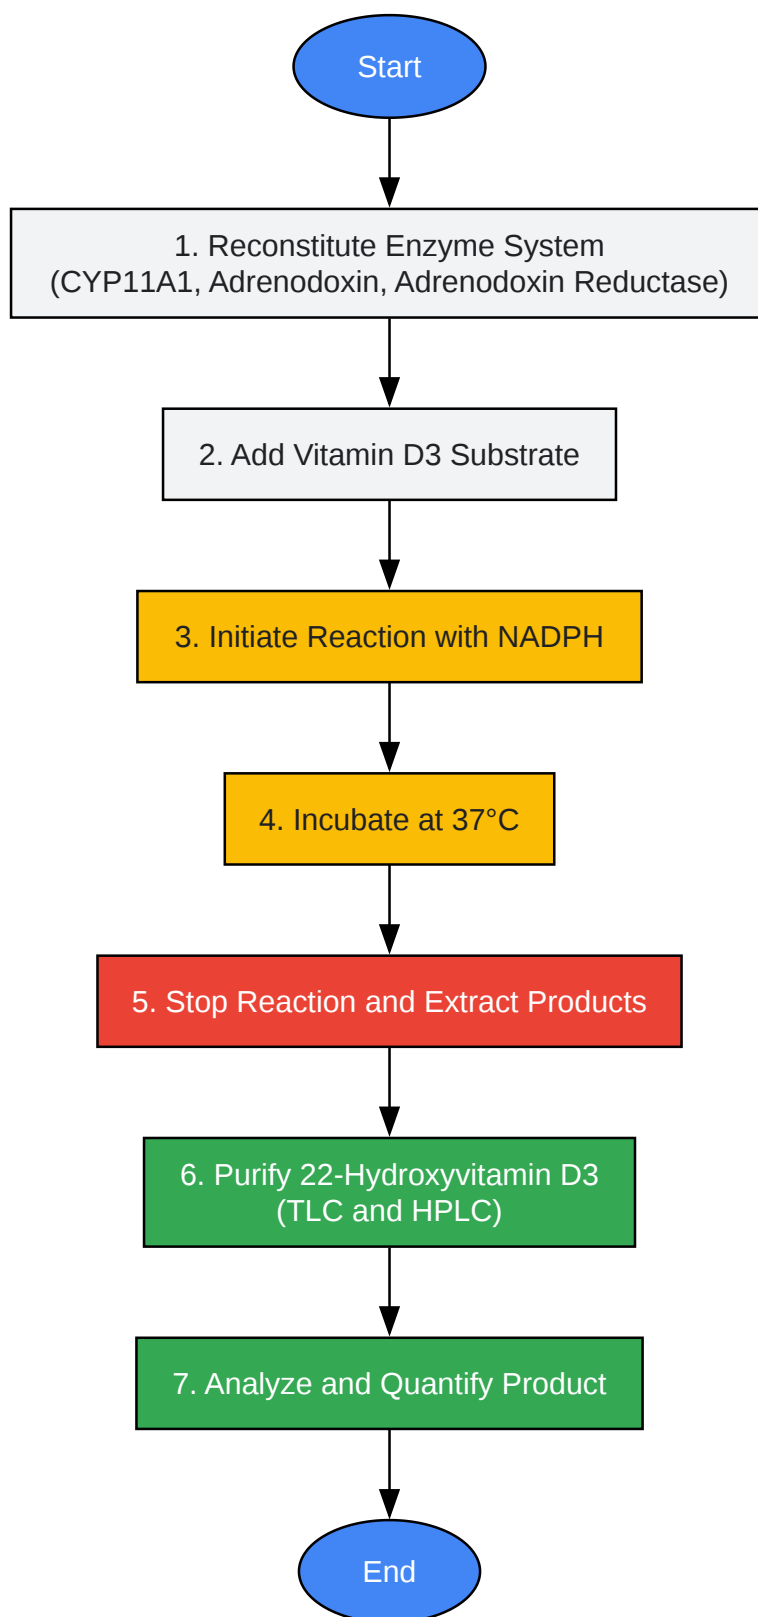 Start
1. Reconstitute Enzyme System
(CYP11A1, Adrenodoxin, Adrenodoxin Reductase)
2. Add Vitamin D3 Substrate
3. Initiate Reaction with NADPH
4. Incubate at 37°C
5. Stop Reaction and Extract Products
6. Purify 22-Hydroxyvitamin D3
(TLC and HPLC)
7. Analyze and Quantify Product
End